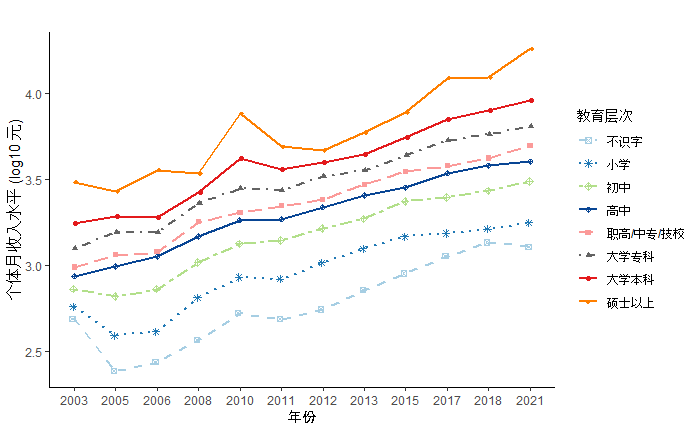 个体月收入水平 (log10 元)
4.0
3.5
3.0
2.5
2003 2005 2006 2008 2010 2011 2012 2013 2015 2017 2018 2021
年份
教育层次
不识字
小学
初中
高中
职高/中专/技校
大学专科
大学本科
硕士以上